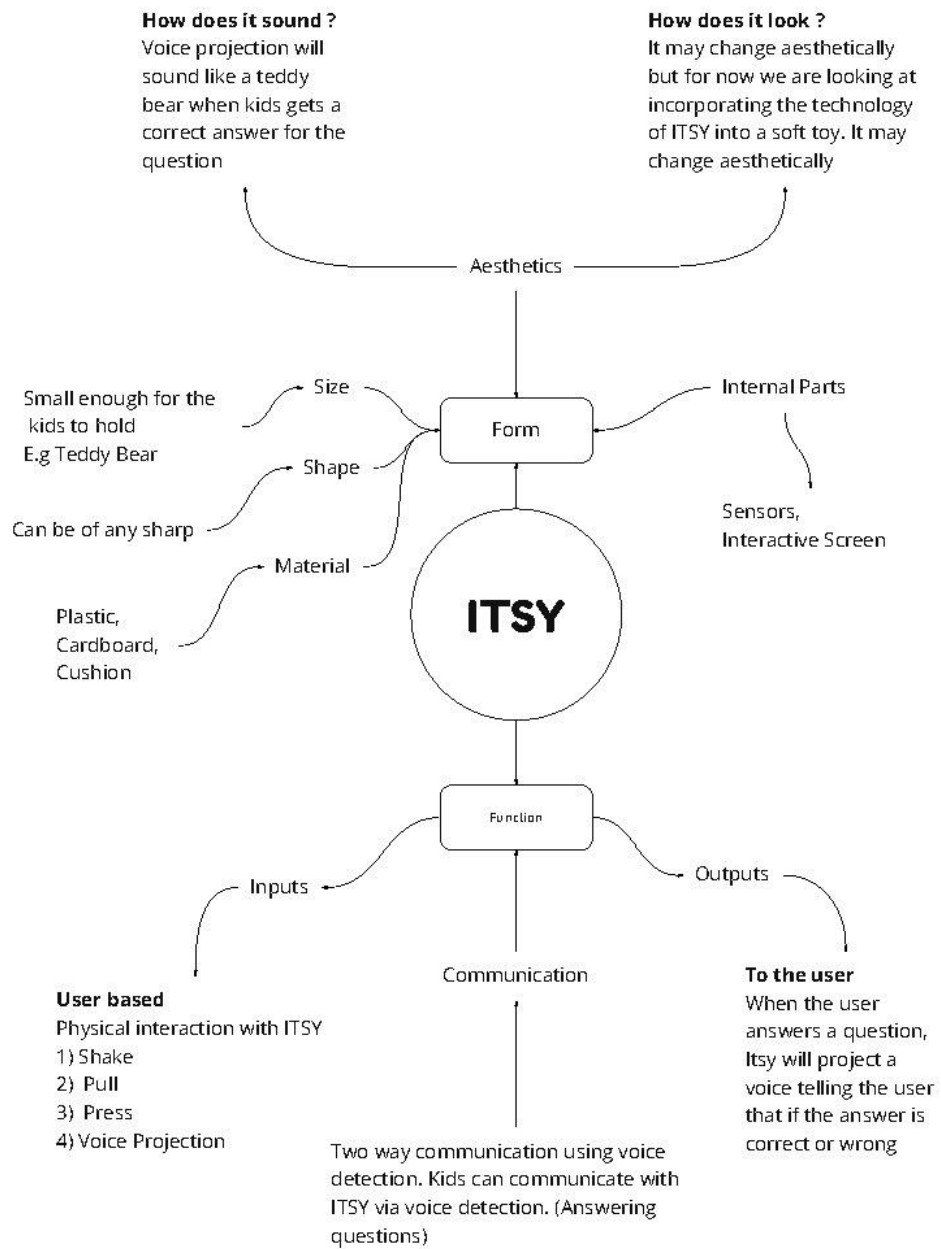 How does it sound ?
Voice projection will
sound like a teddy
bear when kids gets a
correct answer for the
question
How does it look ?
It may change aesthetically
but for now we are looking at
incorporating the technology
of ITSY into a soft toy. It may
change aesthetically
Aesthetics
Size
Small enough for the
kids to hold
E.g Teddy Bear
Form
Internal Parts
Shape
Can be of any sharp
Sensors,
Interactive Screen
Material
Plastic,
Cardboard,
Cushion
ITSY
Function
Inputs
Outputs
Communication
User based
Physical interaction with ITSY
1) Shake
2) Pull
3) Press
4) Voice Projection
To the user
When the user
answers a question,
Itsy will project a
voice telling the user
that if the answer is
correct or wrong
Two way communication using voice
detection. Kids can communicate with
ITSY via voice detection. (Answering
questions)